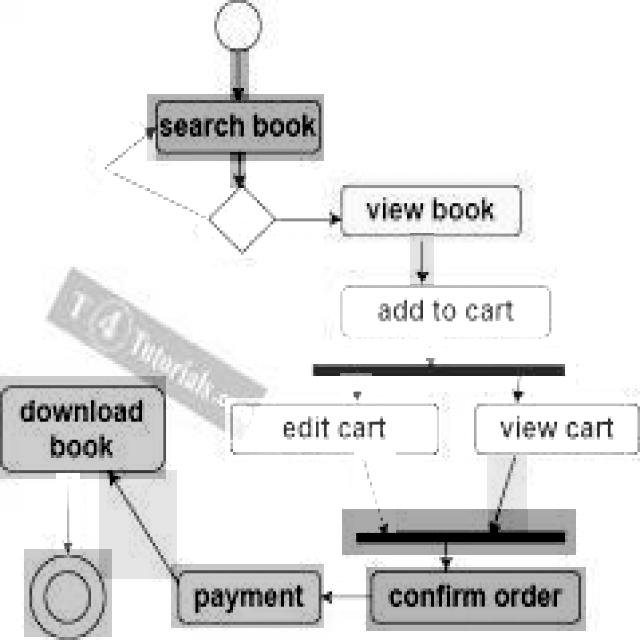 search book
view book
add to cart
T4Tutorials.c
edit cart
view cart
download
book
payment
confirm order